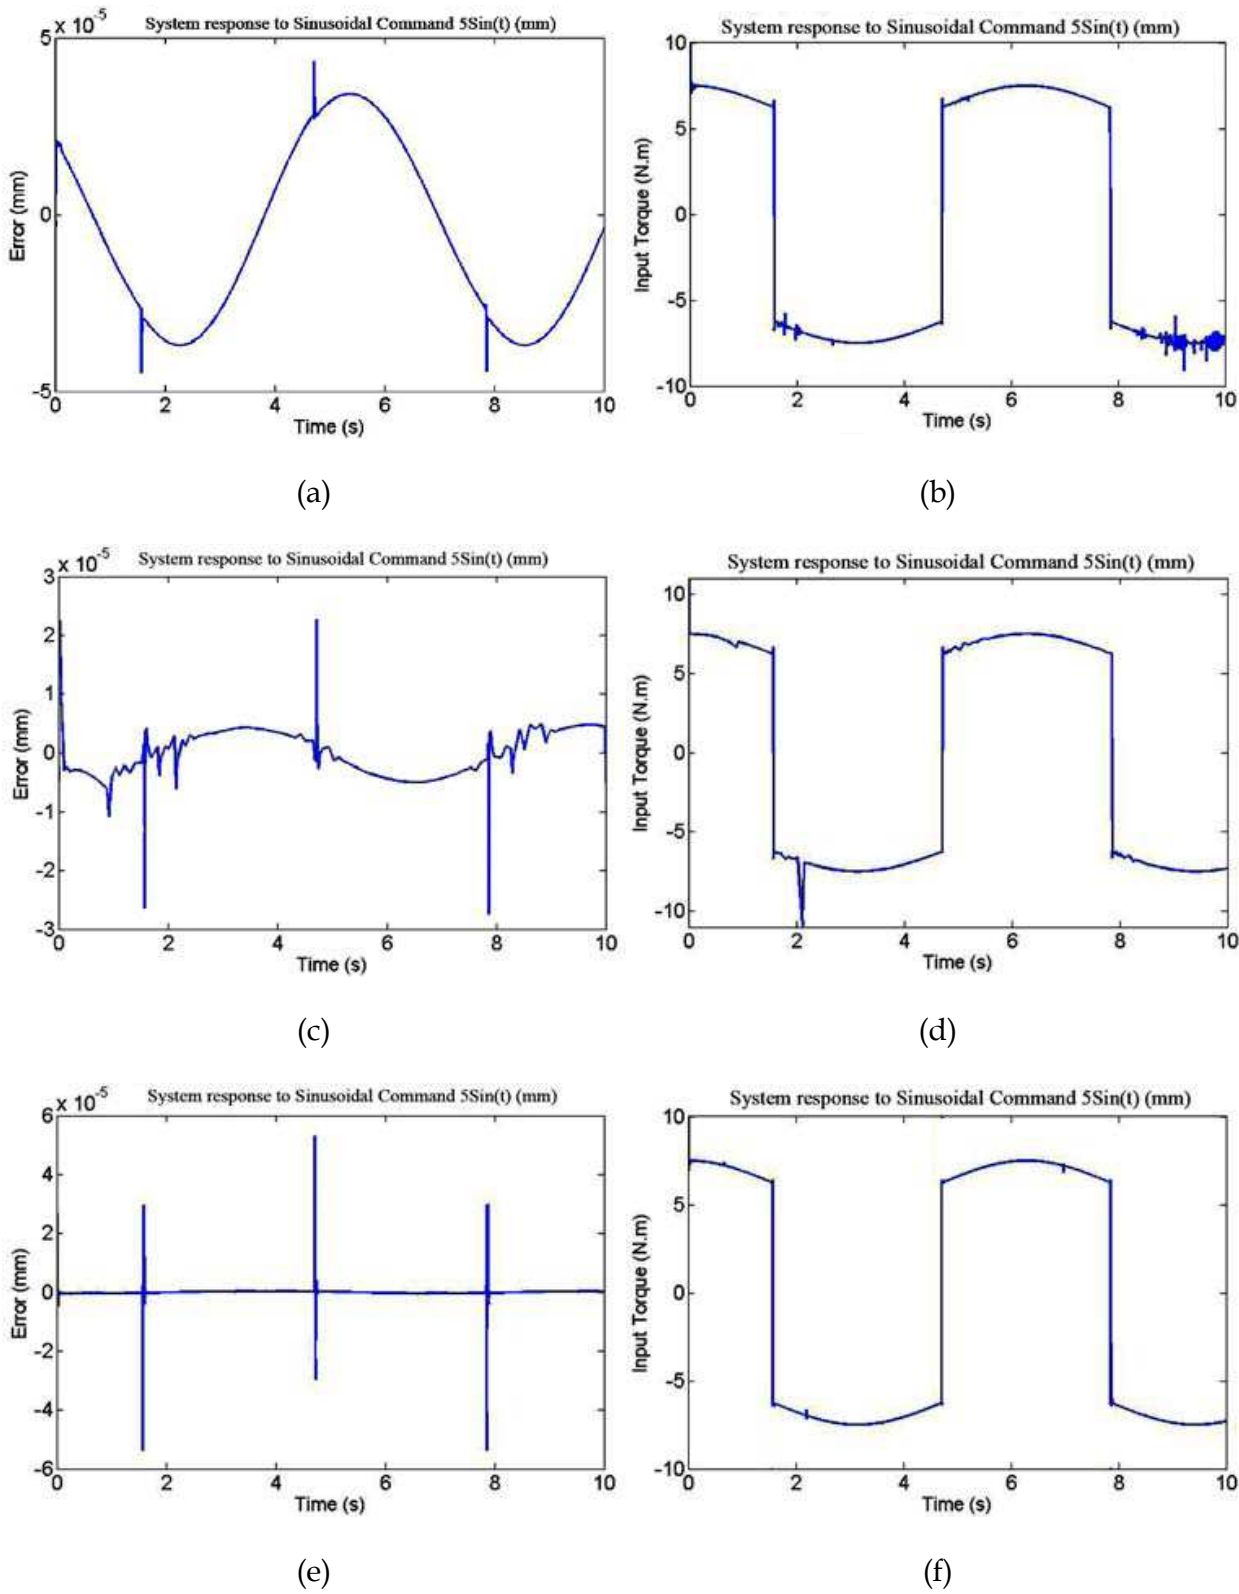 System response to Sinusoidal Command 5Sin(t) (mm)
x 10-5
5
0
-5
Error (mm)
0 2 4 6 8 10
Time (s)
(a)
System response to Sinusoidal Command 5Sin(t) (mm)
10
5
0
-5
-10
Input Torque (N.m)
0 2 4 6 8 10
Time (s)
(b)
System response to Sinusoidal Command 5Sin(t) (mm)
x 10-5
3
2
1
0
-1
-2
-3
Error (mm)
0 2 4 6 8 10
Time (s)
(c)
System response to Sinusoidal Command 5Sin(t) (mm)
10
5
0
-5
-10
Input Torque (N.m)
0 2 4 6 8 10
Time (s)
(d)
System response to Sinusoidal Command 5Sin(t) (mm)
x 10-5
6
4
2
0
-2
-4
-6
Error (mm)
0 2 4 6 8 10
Time (s)
(e)
System response to Sinusoidal Command 5Sin(t) (mm)
10
5
0
-5
-10
Input Torque (N.m)
0 2 4 6 8 10
Time (s)
(f)